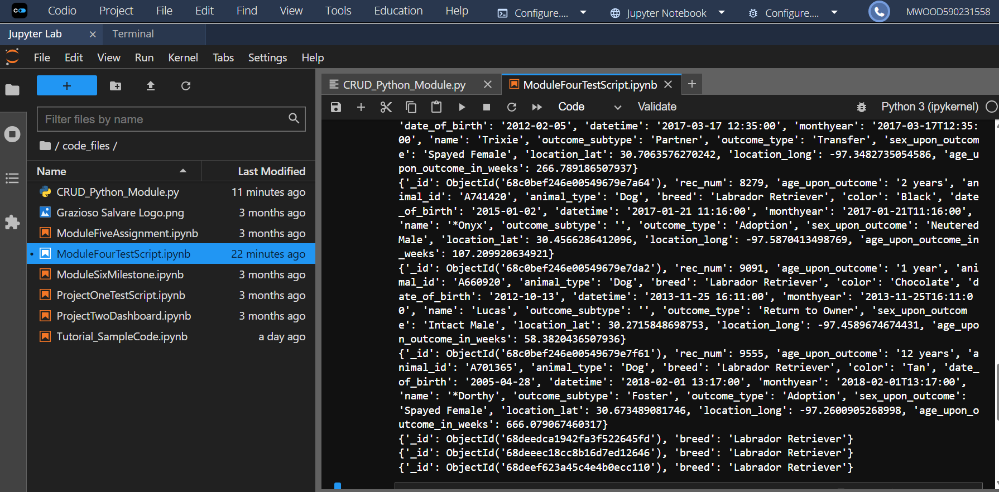 Codio Project File Edit Find View Tools Education Help Configure.... Jupyter Notebook Configure.... MWOOD590231558
Jupyter Lab Terminal
File Edit View Run Kernel Tabs Settings Help
CRUD_Python_Module.py ModuleFourTestScript.ipynb
Code Validate Python 3 (ipykernel)
Filter files by name
/ code_files /
Name Last Modified
CRUD_Python_Module.py 11 minutes ago
Grazioso Salvare Logo.png 3 months ago
ModuleFiveAssignment.ipynb 3 months ago
ModuleFourTestScript.ipynb 22 minutes ago
ModuleSixMilestone.ipynb 3 months ago
ProjectOneTestScript.ipynb 3 months ago
ProjectTwoDashboard.ipynb 3 months ago
Tutorial_SampleCode.ipynb a day ago
'date_of_birth': '2012-02-05', 'datetime': '2017-03-17 12:35:00', 'monthyear': '2017-03-17T12:35:
00', 'name': 'Trixie', 'outcome_subtype': 'Partner', 'outcome_type': 'Transfer', 'sex_upon_outcom
e': 'Spayed Female', 'location_lat': 30.7063576270242, 'location_long': -97.3482735054586, 'age_u
pon_outcome_in_weeks': 266.789186507937}
{'_id': ObjectId('68c0bef246e00549679e7a64'), 'rec_num': 8279, 'age_upon_outcome': '2 years', 'an
imal_id': 'A741420', 'animal_type': 'Dog', 'breed': 'Labrador Retriever', 'color': 'Black', 'date
_of_birth': '2015-01-02', 'datetime': '2017-01-21 11:16:00', 'monthyear': '2017-01-21T11:16:00',
'name': '*Onyx', 'outcome_subtype': '', 'outcome_type': 'Adoption', 'sex_upon_outcome': 'Neutered
Male', 'location_lat': 30.4566286412096, 'location_long': -97.5870413498769, 'age_upon_outcome_in
_weeks': 107.209920634921}
{'_id': ObjectId('68c0bef246e00549679e7da2'), 'rec_num': 9091, 'age_upon_outcome': '1 year', 'ani
mal_id': 'A660920', 'animal_type': 'Dog', 'breed': 'Labrador Retriever', 'color': 'Chocolate', 'd
ate_of_birth': '2012-10-13', 'datetime': '2013-11-25 16:11:00', 'monthyear': '2013-11-25T16:11:0
0', 'name': 'Lucas', 'outcome_subtype': '', 'outcome_type': 'Return to Owner', 'sex_upon_outcom
e': 'Intact Male', 'location_lat': 30.2715848698753, 'location_long': -97.4589674674431, 'age_upo
n_outcome_in_weeks': 58.3820436507936}
{'_id': ObjectId('68c0bef246e00549679e7f61'), 'rec_num': 9555, 'age_upon_outcome': '12 years', 'a
nimal_id': 'A701365', 'animal_type': 'Dog', 'breed': 'Labrador Retriever', 'color': 'Tan', 'date_
of_birth': '2005-04-28', 'datetime': '2018-02-01 13:17:00', 'monthyear': '2018-02-01T13:17:00',
'name': '*Dorthy', 'outcome_subtype': 'Foster', 'outcome_type': 'Adoption', 'sex_upon_outcome':
'Spayed Female', 'location_lat': 30.673489081746, 'location_long': -97.2600905268998, 'age_upon_o
utcome_in_weeks': 666.079067460317}
{'_id': ObjectId('68deedca1942fa3f522645fd'), 'breed': 'Labrador Retriever'}
{'_id': ObjectId('68deeec18cc8b16d7ed12646'), 'breed': 'Labrador Retriever'}
{'_id': ObjectId('68deef623a45c4e4b0ecc110'), 'breed': 'Labrador Retriever'}